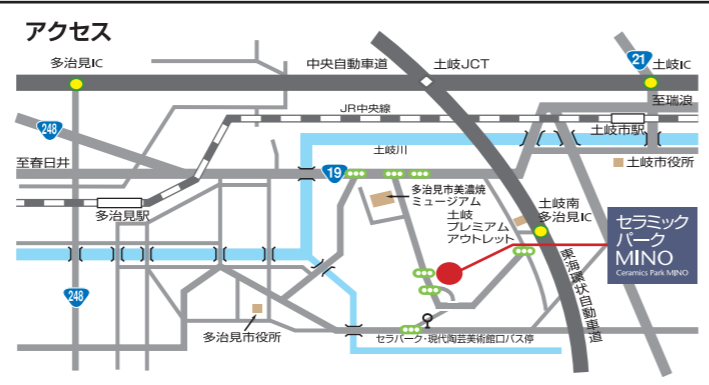 アクセス
多治見IC
中央自動車道
土岐JCT
21
土岐IC
至瑞浪
JR中央線
248
土岐市駅
土岐川
至春日井
19
土岐市役所
多治見市美濃焼
ミュージアム
多治見駅
土岐
プレミアム
アウトレット
土岐南
多治見IC
セラミック
パーク
MINO
Ceramics Park MINO
東海環状自動車道
248
多治見市役所
セラパーク・現代陶芸美術館口バス停